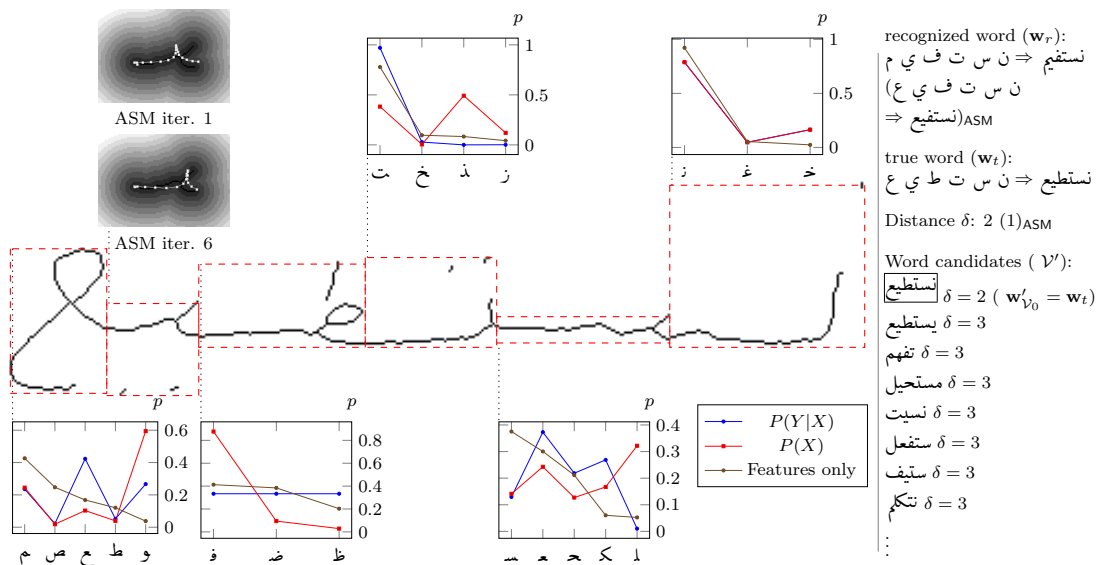 ASM iter. 1
ASM iter. 6
p
1
0.5
0
ت خ ذ ز
p
1
0.5
0
ن غ خ
p
0.6
0.4
0.2
0
م ص ع ط و
p
0.8
0.6
0.4
0.2
0
ف ض ظ
p
0.4
0.3
0.2
0.1
0
س ع ح ك ل
P(Y|X)
P(X)
Features only
recognized word (w_r):
ن س ت ف ي م ⇒ نستفيم
(ن س ت ف ي ع
⇒ نستفيع)ASM
true word (w_t):
ن س ت ط ي ع ⇒ نستطيع
Distance δ: 2 (1)ASM
Word candidates ( 𝒱′):
نستطيع δ = 2 ( w′_𝒱₀ = w_t)
يستطيع δ = 3
تفهم δ = 3
مستحيل δ = 3
نسيت δ = 3
ستفعل δ = 3
ستيف δ = 3
نتكلم δ = 3
⋮